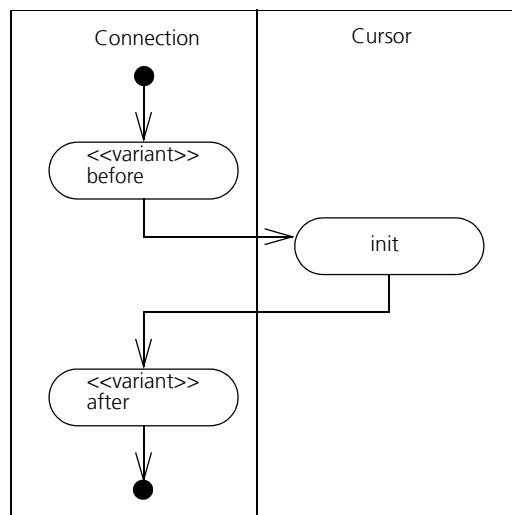 Connection
Cursor
<<variant>>
before
init
<<variant>>
after